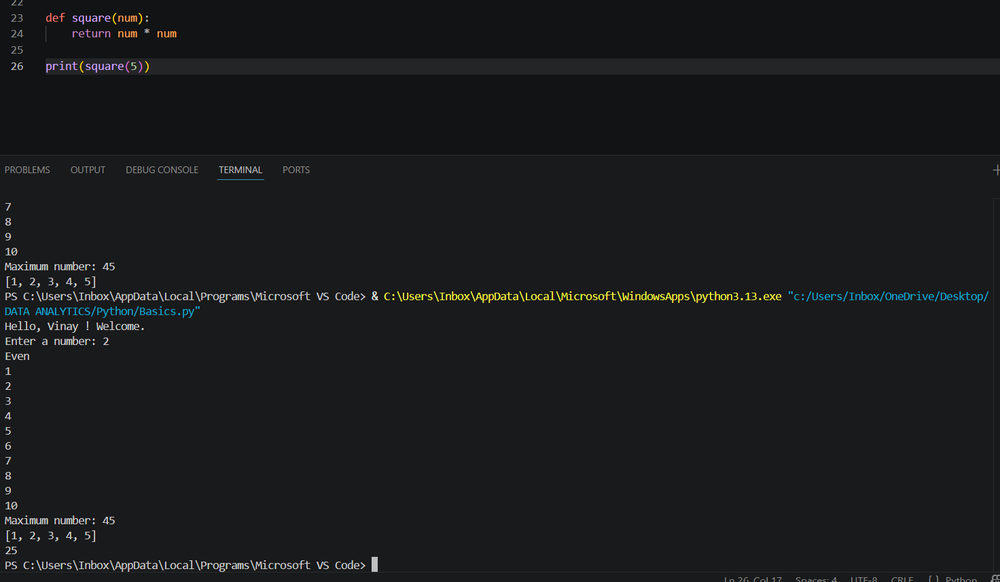 22
23 def square(num):
24     return num * num
25
26 print(square(5))
PROBLEMS OUTPUT DEBUG CONSOLE TERMINAL PORTS
7
8
9
10
Maximum number: 45
[1, 2, 3, 4, 5]
PS C:\Users\Inbox\AppData\Local\Programs\Microsoft VS Code> & C:\Users\Inbox\AppData\Local\Microsoft\WindowsApps\python3.13.exe "c:/Users/Inbox/OneDrive/Desktop/
DATA ANALYTICS/Python/Basics.py"
Hello, Vinay ! Welcome.
Enter a number: 2
Even
1
2
3
4
5
6
7
8
9
10
Maximum number: 45
[1, 2, 3, 4, 5]
25
PS C:\Users\Inbox\AppData\Local\Programs\Microsoft VS Code>
Ln 26, Col 17 Spaces: 4 UTF-8 CRLF { } Python